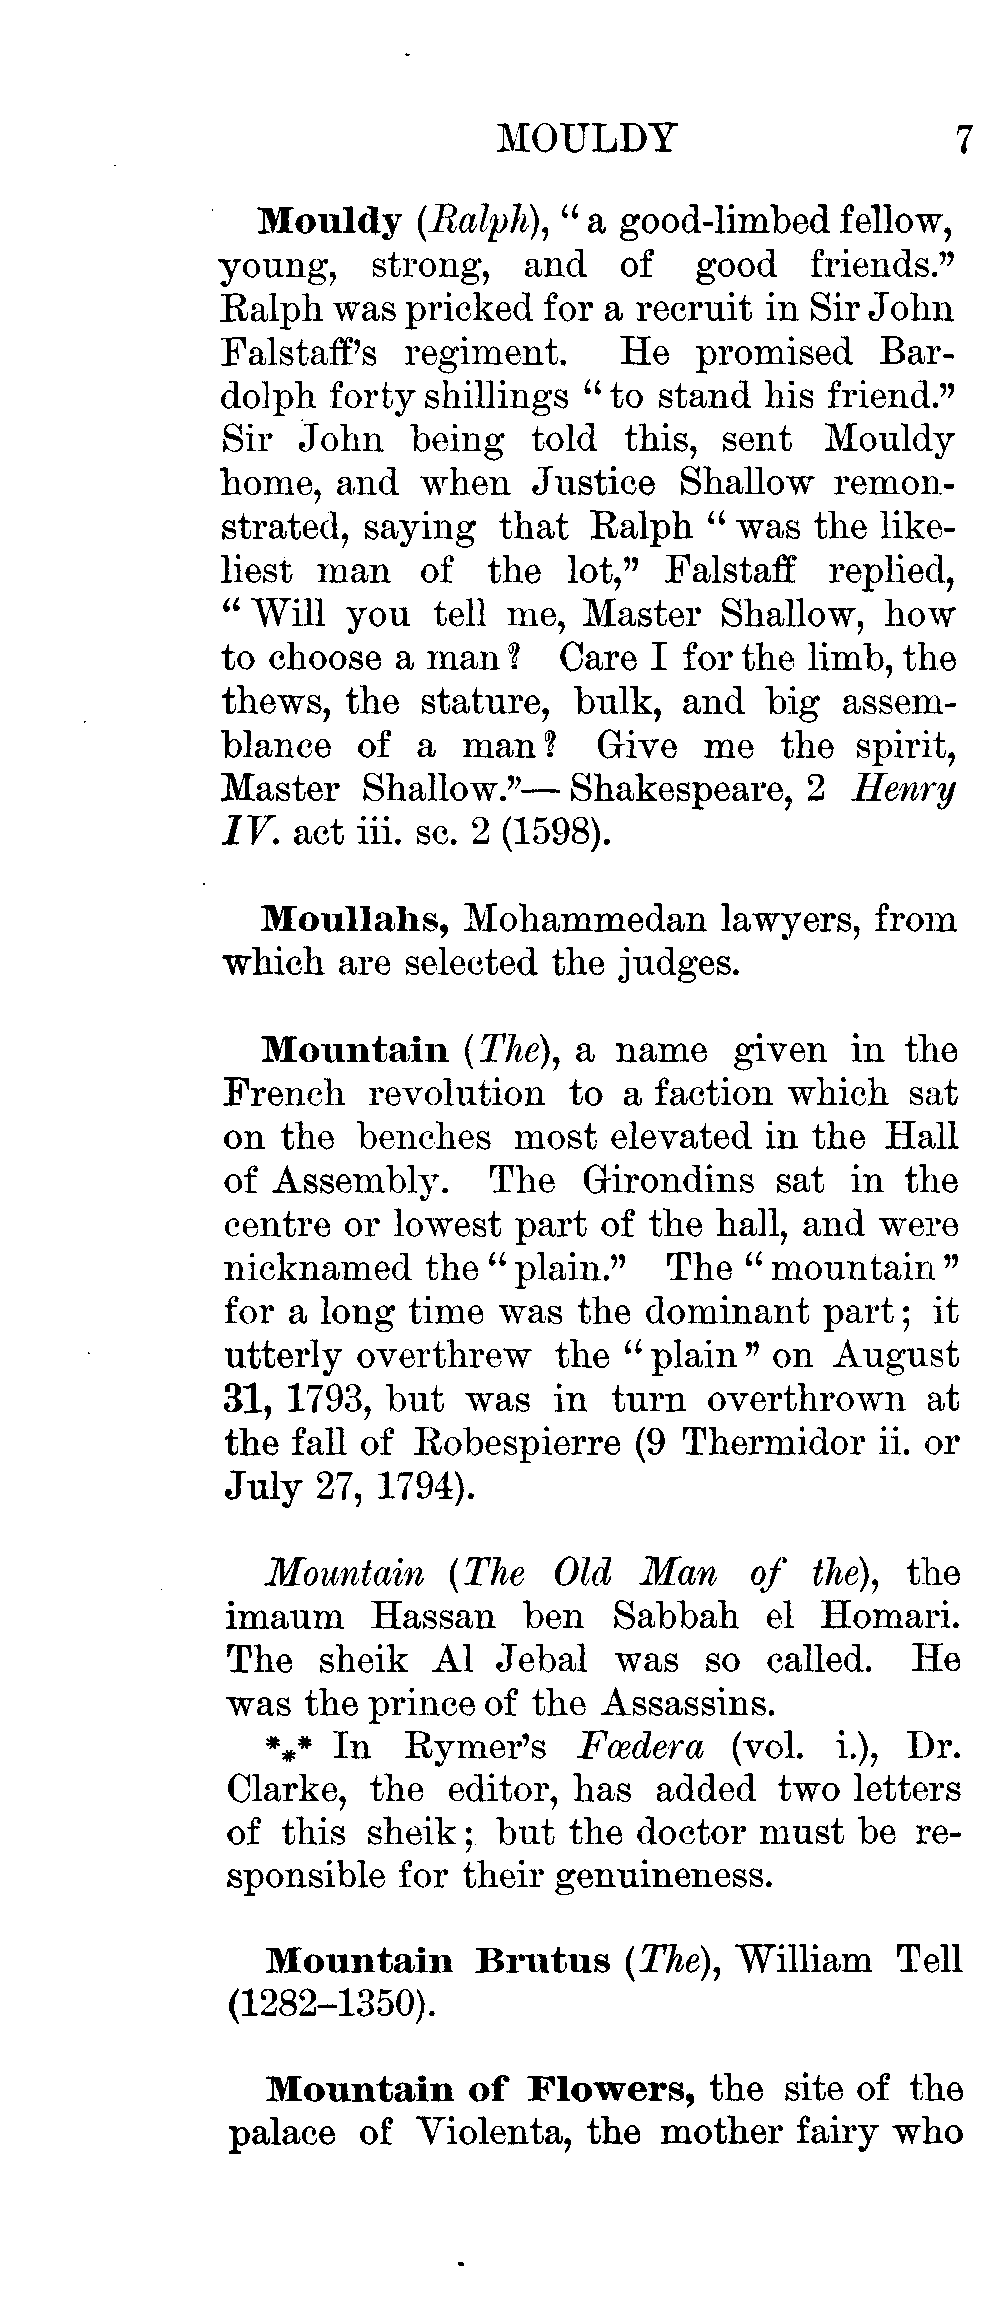 MOULDY 7
Mouldy (Ralph), “a good-limbed fellow,
young, strong, and of good friends.”
Ralph was pricked for a recruit in Sir John
Falstaff’s regiment. He promised Bar-
dolph forty shillings “to stand his friend.”
Sir John being told this, sent Mouldy
home, and when Justice Shallow remon-
strated, saying that Ralph “was the like-
liest man of the lot,” Falstaff replied,
“Will you tell me, Master Shallow, how
to choose a man? Care I for the limb, the
thews, the stature, bulk, and big assem-
blance of a man? Give me the spirit,
Master Shallow.”—Shakespeare, 2 Henry
IV. act iii. sc. 2 (1598).
Moullahs, Mohammedan lawyers, from
which are selected the judges.
Mountain (The), a name given in the
French revolution to a faction which sat
on the benches most elevated in the Hall
of Assembly. The Girondins sat in the
centre or lowest part of the hall, and were
nicknamed the “plain.” The “mountain”
for a long time was the dominant part; it
utterly overthrew the “plain” on August
31, 1793, but was in turn overthrown at
the fall of Robespierre (9 Thermidor ii. or
July 27, 1794).
Mountain (The Old Man of the), the
imaum Hassan ben Sabbah el Homari.
The sheik Al Jebal was so called. He
was the prince of the Assassins.
*⁎* In Rymer’s Fœdera (vol. i.), Dr.
Clarke, the editor, has added two letters
of this sheik; but the doctor must be re-
sponsible for their genuineness.
Mountain Brutus (The), William Tell
(1282–1350).
Mountain of Flowers, the site of the
palace of Violenta, the mother fairy who